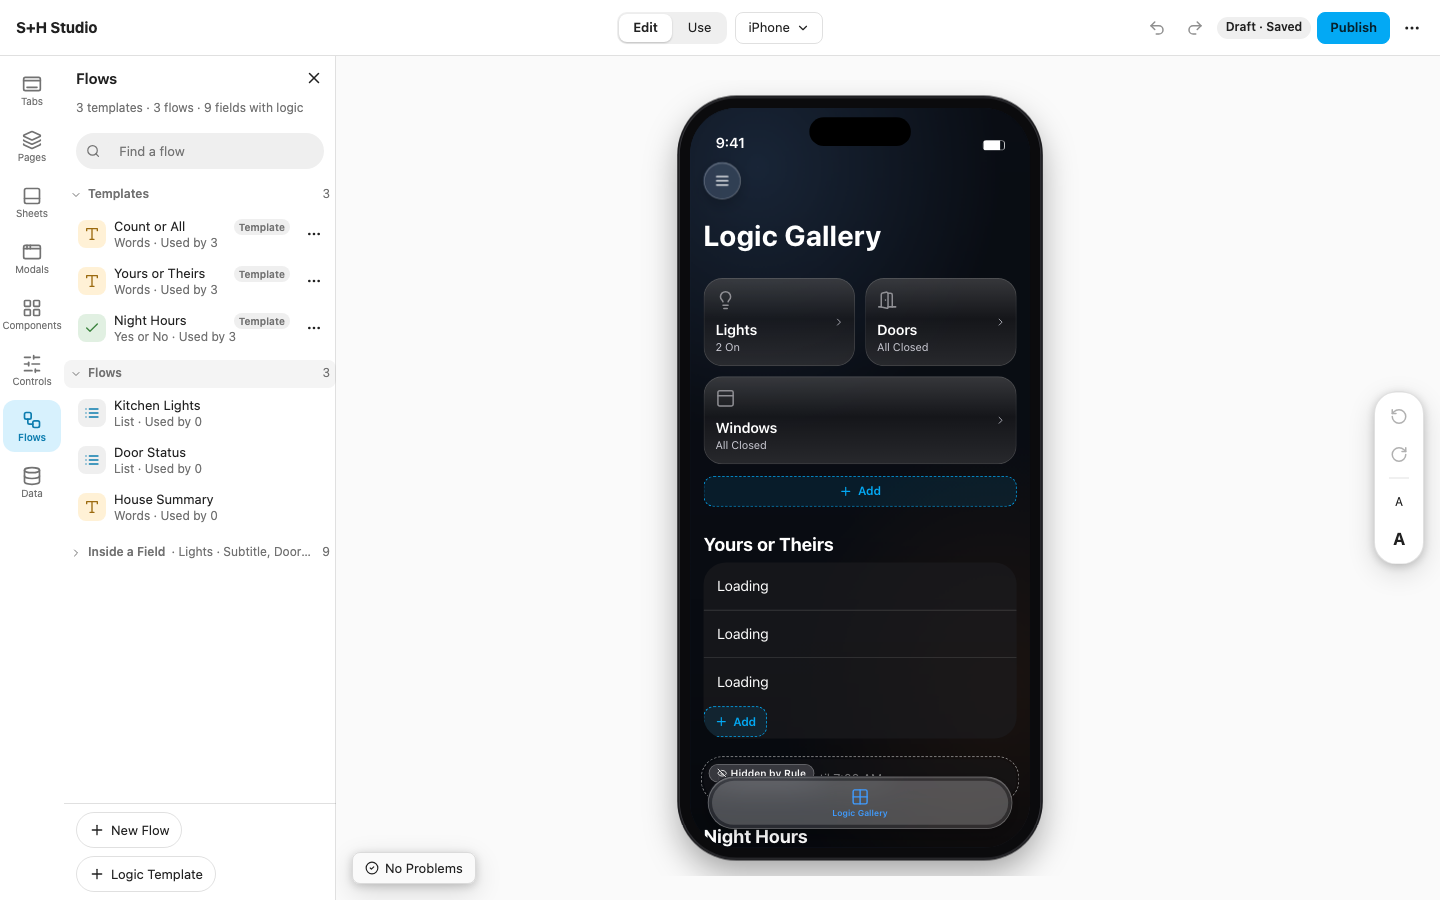 S+H Studio
Edit
Use
iPhone
Draft · Saved
Publish
Tabs
Pages
Sheets
Modals
Components
Controls
Flows
Data
Flows
3 templates · 3 flows · 9 fields with logic
Find a flow
Templates 3
Count or All Template
Words · Used by 3
Yours or Theirs Template
Words · Used by 3
Night Hours Template
Yes or No · Used by 3
Flows 3
Kitchen Lights
List · Used by 0
Door Status
List · Used by 0
House Summary
Words · Used by 0
Inside a Field · Lights · Subtitle, Door... 9
New Flow
Logic Template
No Problems
9:41
Logic Gallery
Lights
2 On
Doors
All Closed
Windows
All Closed
Add
Yours or Theirs
Loading
Loading
Loading
Add
Hidden by Rule
Logic Gallery
Night Hours
A
A